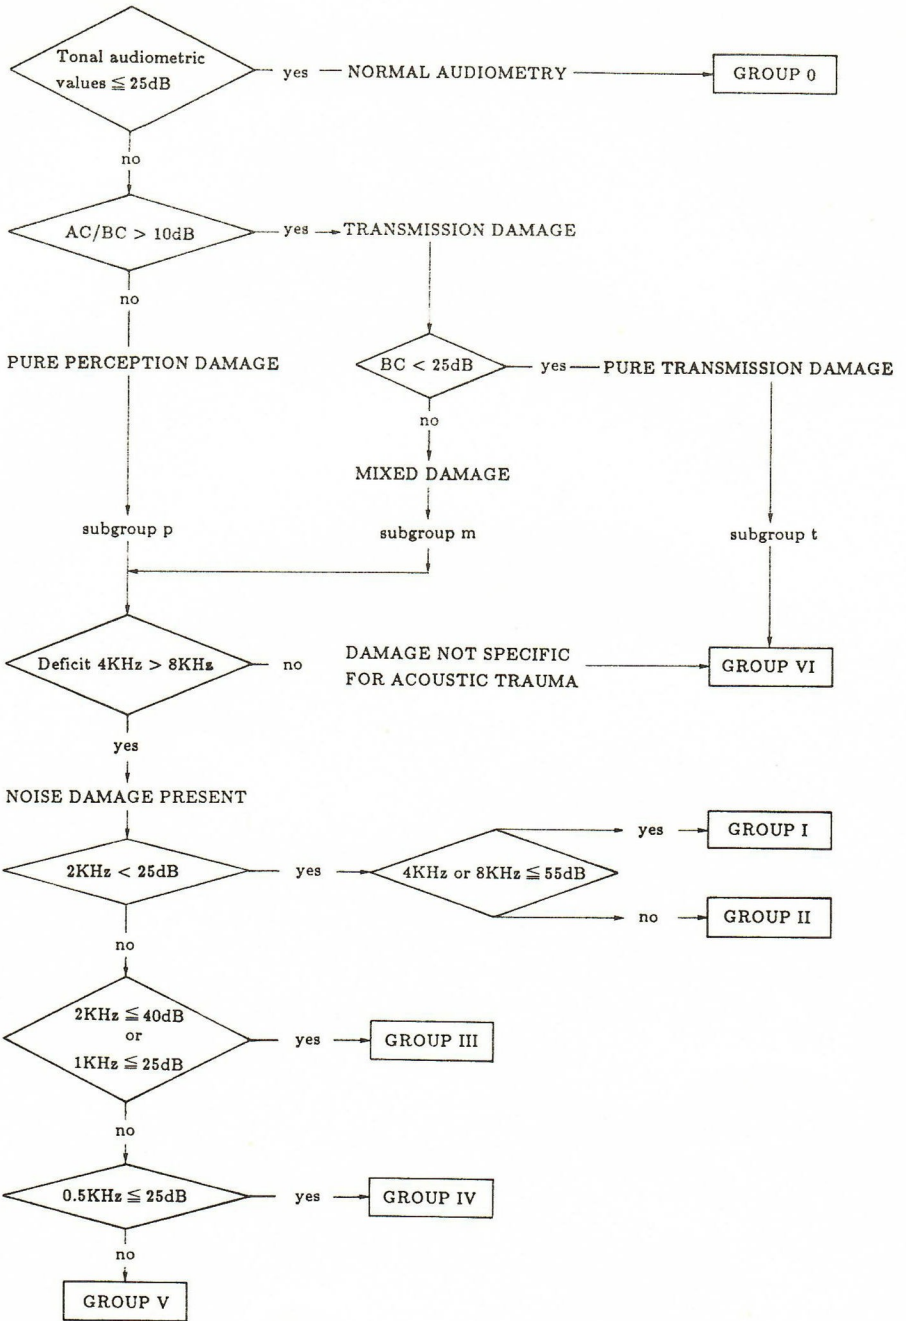 Tonal audiometric
values ≦ 25dB
yes
NORMAL AUDIOMETRY
GROUP 0
no
AC/BC > 10dB
yes
TRANSMISSION DAMAGE
no
PURE PERCEPTION DAMAGE
BC < 25dB
yes
PURE TRANSMISSION DAMAGE
no
MIXED DAMAGE
subgroup p
subgroup m
subgroup t
Deficit 4KHz > 8KHz
no
DAMAGE NOT SPECIFIC
FOR ACOUSTIC TRAUMA
GROUP VI
yes
NOISE DAMAGE PRESENT
2KHz < 25dB
yes
4KHz or 8KHz ≦ 55dB
yes
GROUP I
no
GROUP II
no
2KHz ≦ 40dB
or
1KHz ≦ 25dB
yes
GROUP III
no
0.5KHz ≦ 25dB
yes
GROUP IV
no
GROUP V